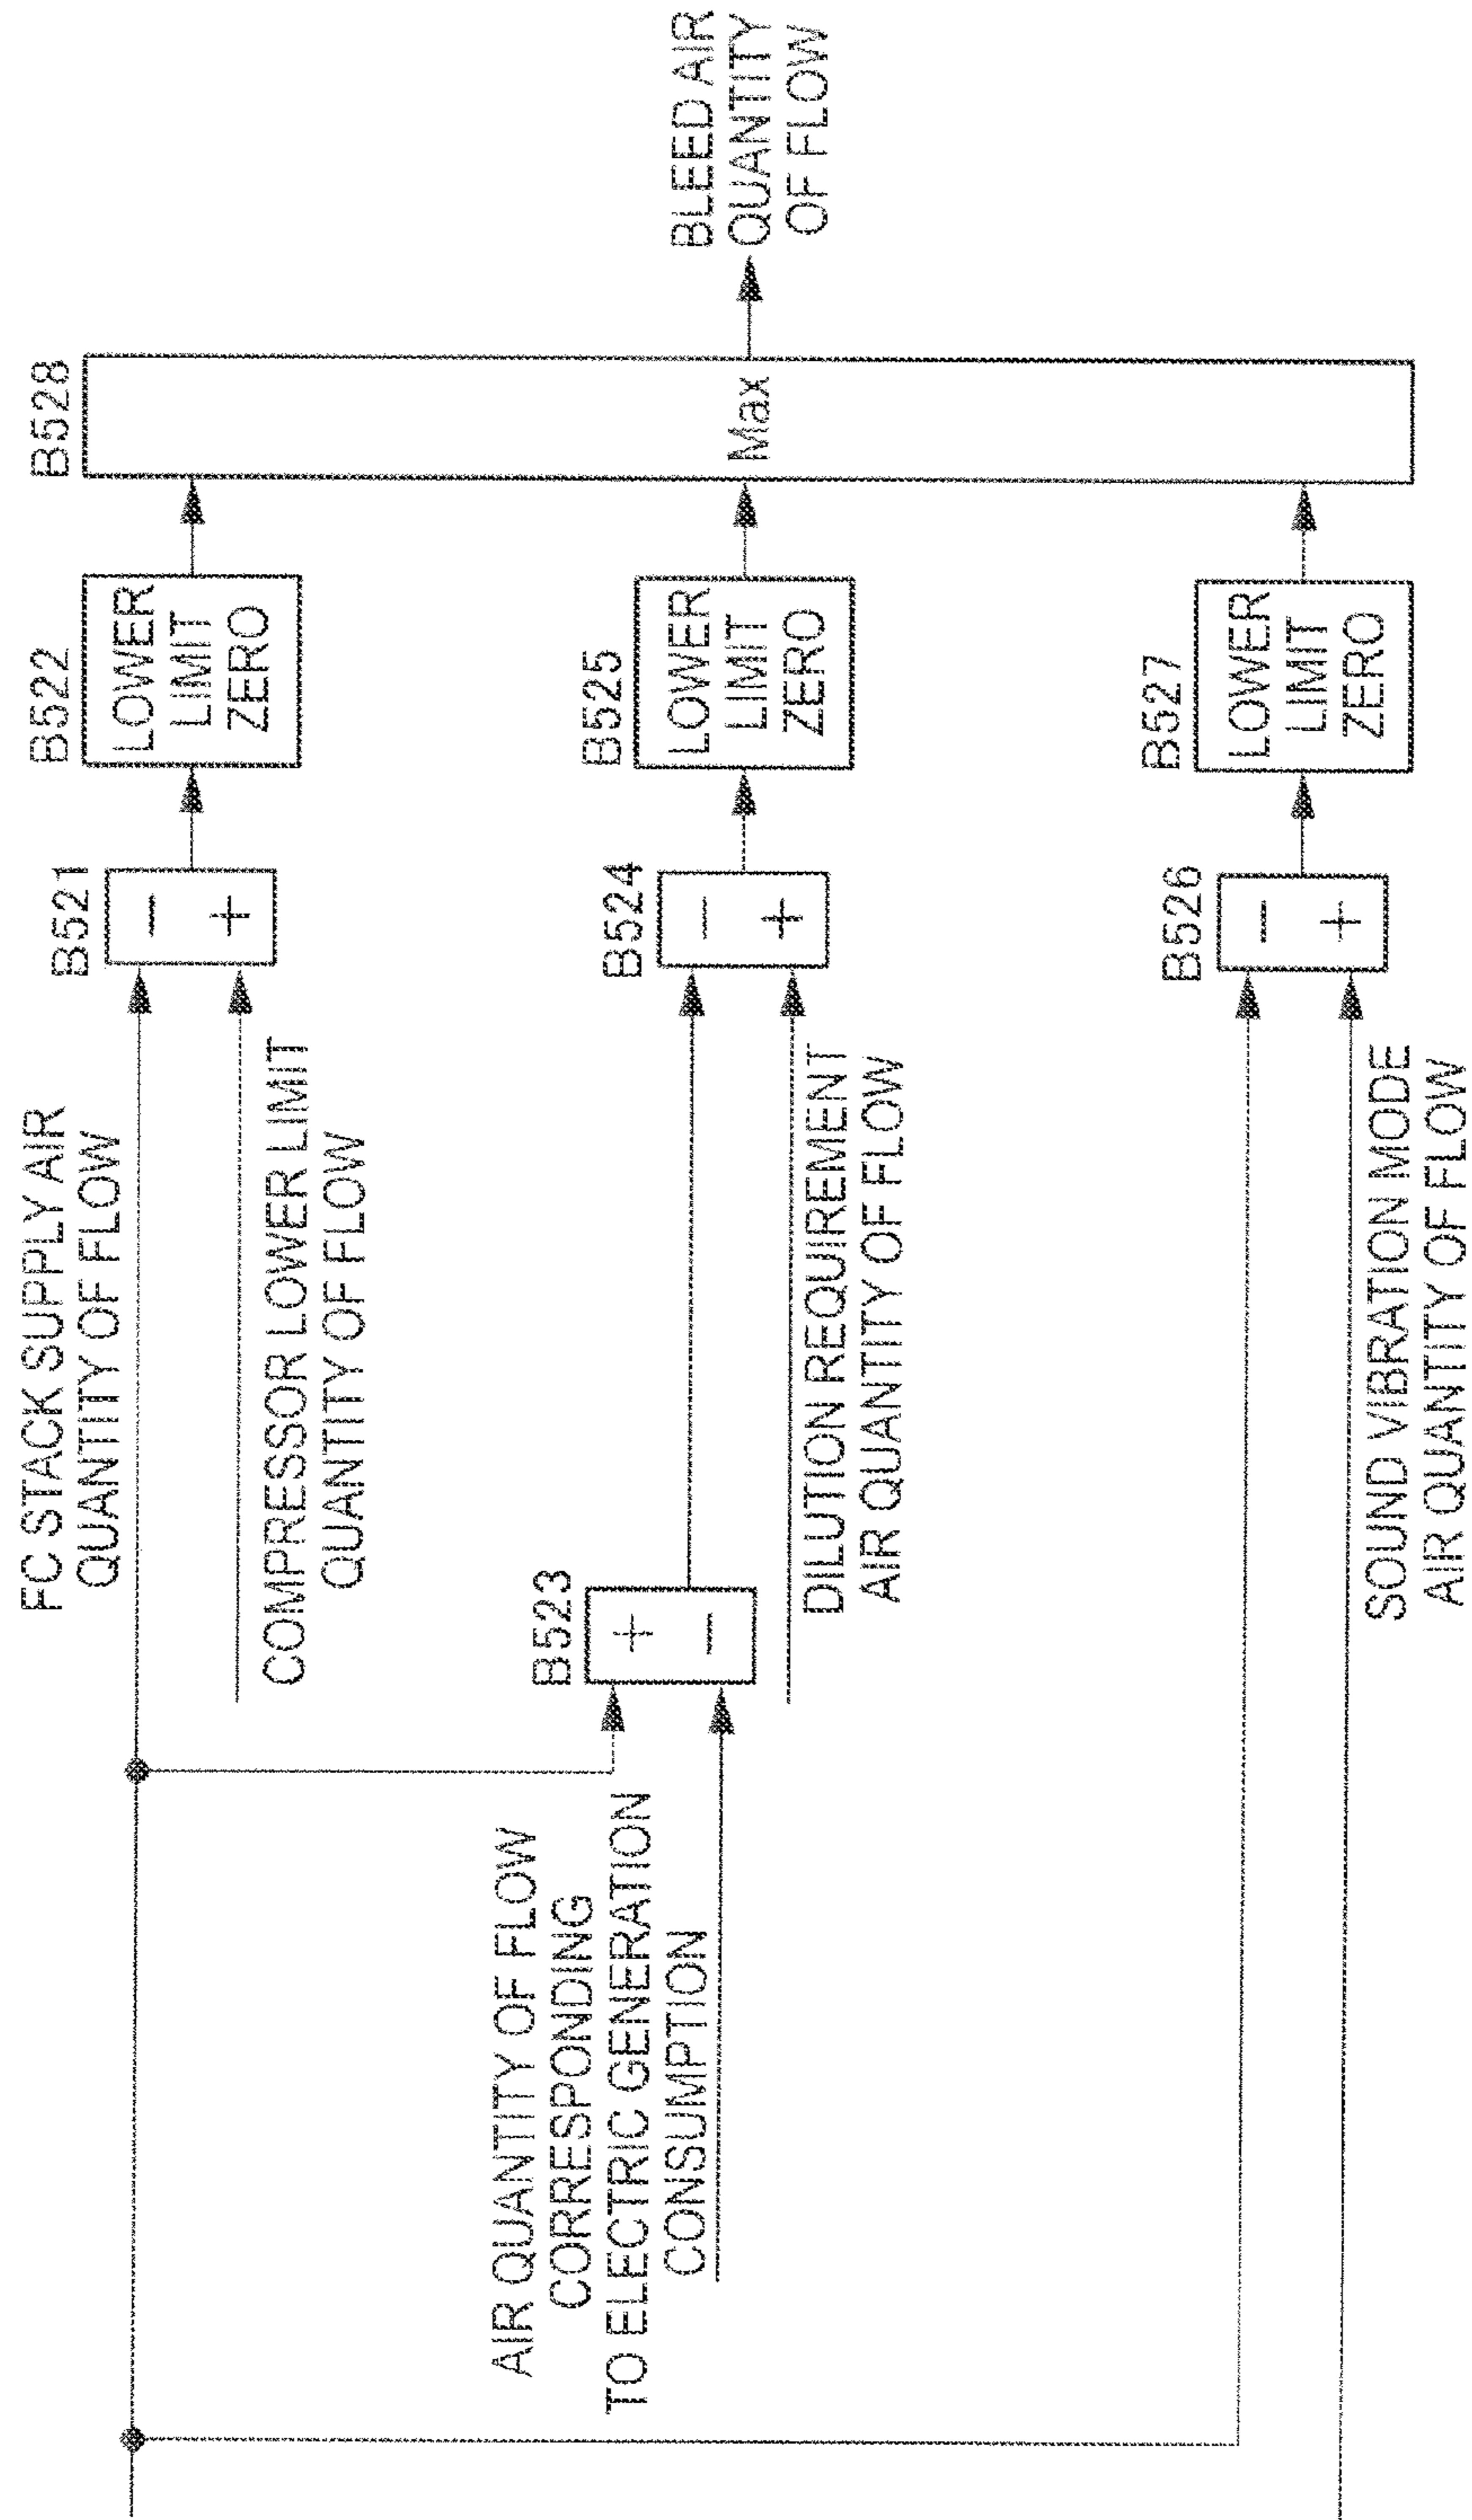 FC STACK SUPPLY AIR
QUANTITY OF FLOW
B521
−
+
B522
LOWER
LIMIT
ZERO
B528
Max
COMPRESSOR LOWER LIMIT
QUANTITY OF FLOW
AIR QUANTITY OF FLOW
CORRESPONDING
TO ELECTRIC GENERATION
CONSUMPTION
B523
+
−
B524
−
+
B525
LOWER
LIMIT
ZERO
BLEED AIR
QUANTITY
OF FLOW
DILUTION REQUIREMENT
AIR QUANTITY OF FLOW
B526
−
+
B527
LOWER
LIMIT
ZERO
SOUND VIBRATION MODE
AIR QUANTITY OF FLOW